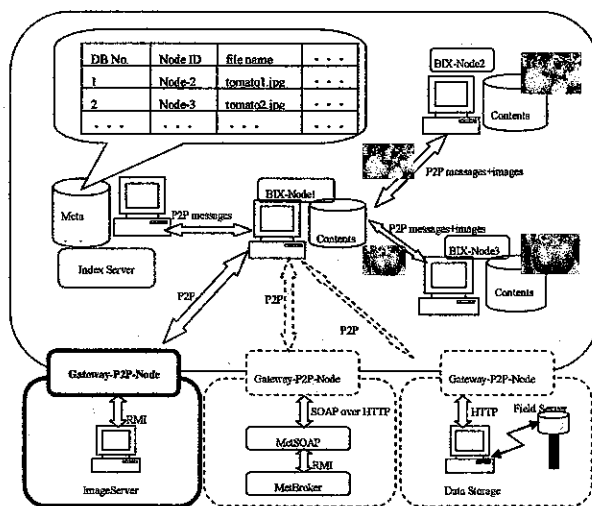 DB No. Node ID file name . . .
1 Node-2 tomato1.jpg . . .
2 Node-3 tomato2.jpg . . .
. . . . . . . . . . . .
BIX-Node2
Contents
P2P messages+images
BIX-Node1
Meta
P2P messages
Contents
P2P messages+images
Index Server
BIX-Node3
Contents
P2P
P2P
P2P
Gateway-P2P-Node
Gateway-P2P-Node
Gateway-P2P-Node
RMI
SOAP over HTTP
HTTP
Field Server
MetSOAP
RMI
ImageServer
MetBroker
Data Storage